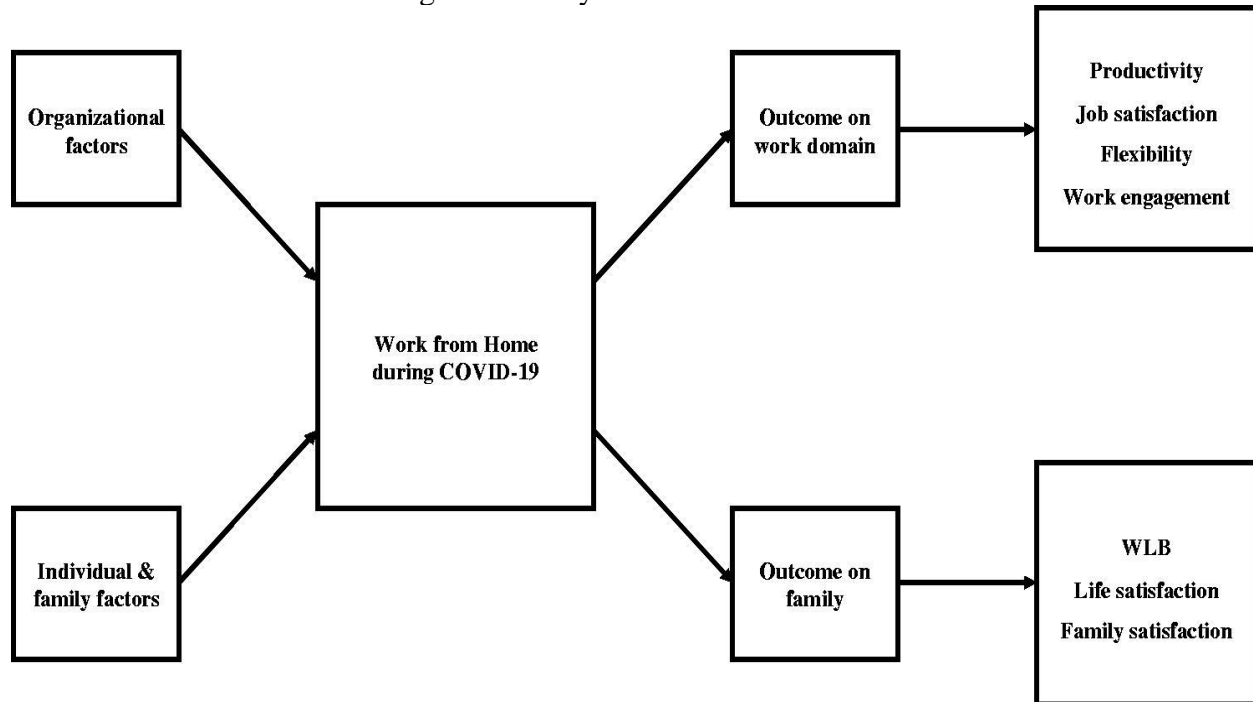 Organizational
factors
Individual &
family factors
Work from Home
during COVID-19
Outcome on
work domain
Outcome on
family
Productivity
Job satisfaction
Flexibility
Work engagement
WLB
Life satisfaction
Family satisfaction